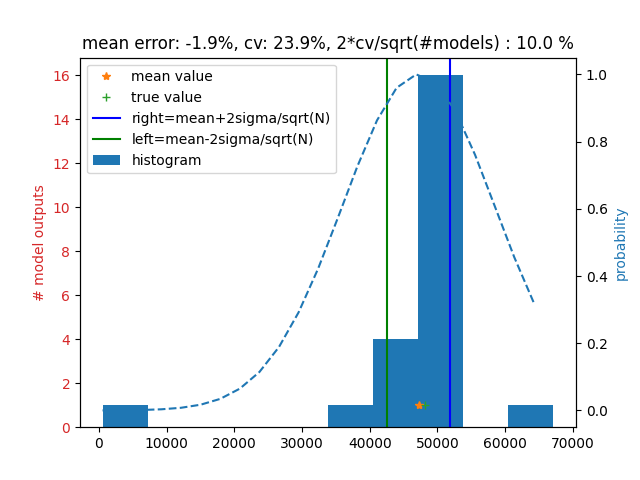 mean error: -1.9%, cv: 23.9%, 2*cv/sqrt(#models) : 10.0 %
mean value
true value
right=mean+2sigma/sqrt(N)
left=mean-2sigma/sqrt(N)
histogram
# model outputs
16
14
12
10
8
6
4
2
0
probability
1.0
0.8
0.6
0.4
0.2
0.0
0
10000
20000
30000
40000
50000
60000
70000